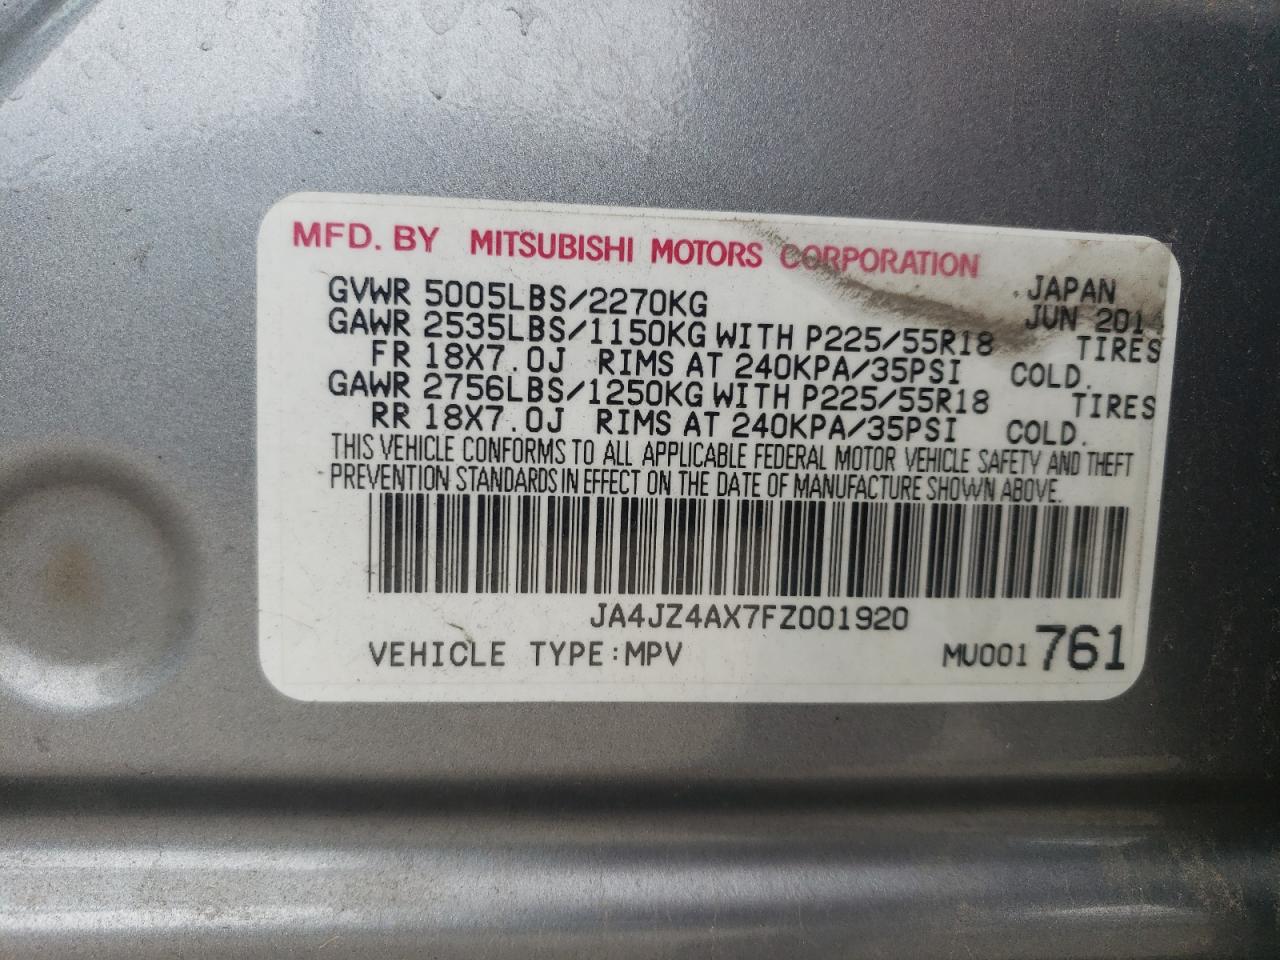 MFD. BY MITSUBISHI MOTORS CORPORATION
JAPAN
GVWR 5005LBS/2270KG JUN 2014
GAWR 2535LBS/1150KG WITH P225/55R18 TIRES
FR 18X7.0J RIMS AT 240KPA/35PSI COLD.
GAWR 2756LBS/1250KG WITH P225/55R18 TIRES
RR 18X7.0J RIMS AT 240KPA/35PSI COLD.
THIS VEHICLE CONFORMS TO ALL APPLICABLE FEDERAL MOTOR VEHICLE SAFETY AND THEFT
PREVENTION STANDARDS IN EFFECT ON THE DATE OF MANUFACTURE SHOWN ABOVE.
JA4JZ4AX7FZ001920
VEHICLE TYPE:MPV MU001 761